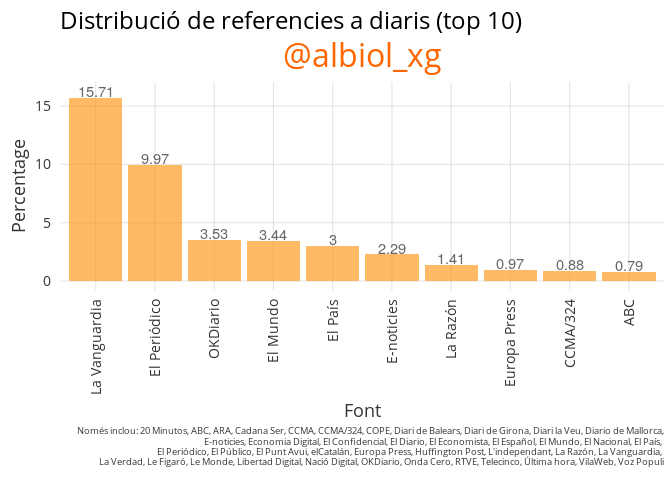 Distribució de referencies a diaris (top 10)
@albiol_xg
Percentage
15
10
5
0
15.71
9.97
3.53
3.44
3
2.29
1.41
0.97
0.88
0.79
La Vanguardia
El Periódico
OKDiario
El Mundo
El País
E-noticies
La Razón
Europa Press
CCMA/324
ABC
Font
Només inclou: 20 Minutos, ABC, ARA, Cadana Ser, CCMA, CCMA/324, COPE, Diari de Balears, Diari de Girona, Diari la Veu, Diario de Mallorca,
E-noticies, Economia Digital, El Confidencial, El Diario, El Economista, El Español, El Mundo, El Nacional, El País,
El Periódico, El Público, El Punt Avui, elCatalán, Europa Press, Huffington Post, L'independant, La Razón, La Vanguardia,
La Verdad, Le Figaró, Le Monde, Libertad Digital, Nació Digital, OKDiario, Onda Cero, RTVE, Telecinco, Última hora, VilaWeb, Voz Populi